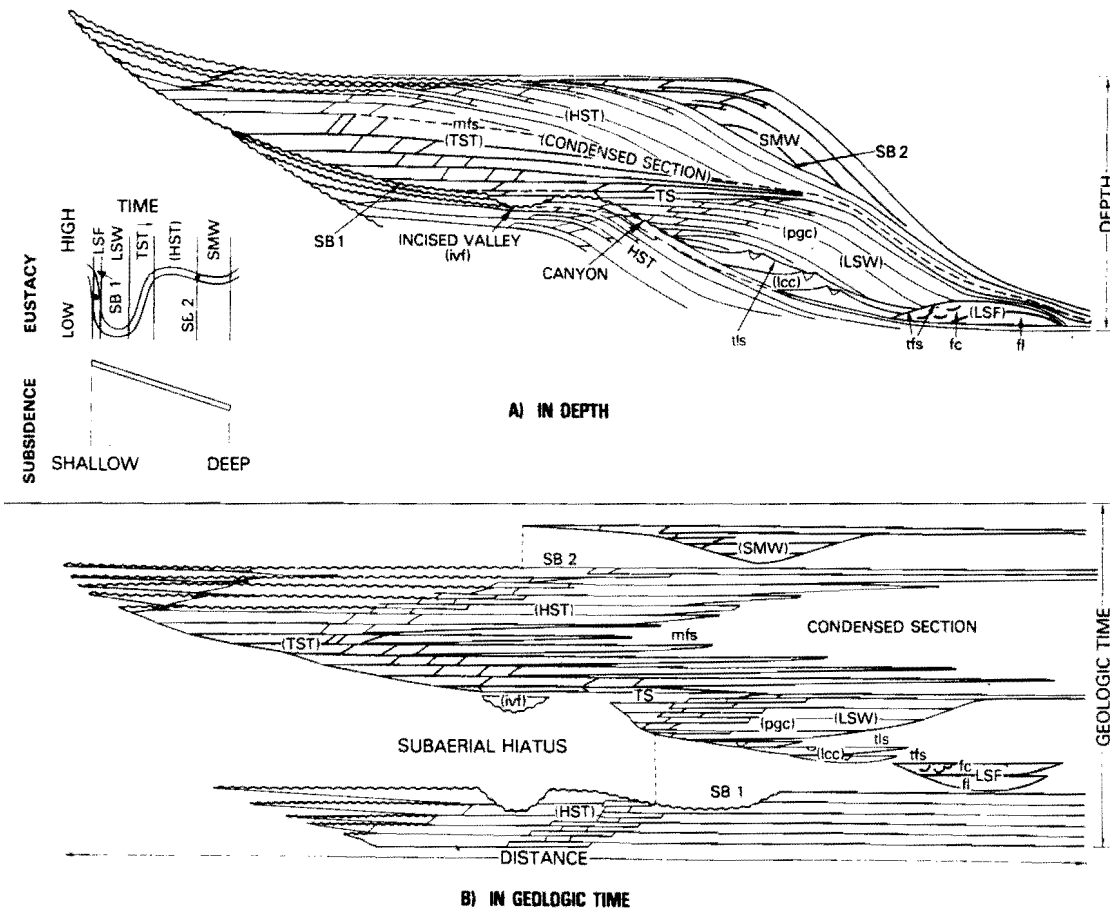 (HST)
mfs
(TST)
(CONDENSED SECTION)
SMW
SB 2
TS
SB 1
INCISED VALLEY
(ivf)
CANYON
HST
(pgc)
(LSW)
(lcc)
tls
(LSF)
tfs
fc
fl
DEPTH
TIME
EUSTACY
HIGH
LOW
LSF
LSW
TST
(HST)
SMW
SB 1
SB 2
SUBSIDENCE
SHALLOW
DEEP
A) IN DEPTH
(SMW)
SB 2
(HST)
(TST)
mfs
CONDENSED SECTION
TS
(ivf)
(pgc)
(LSW)
SUBAERIAL HIATUS
tls
(lcc)
tfs
fc
LSF
fl
SB 1
(HST)
GEOLOGIC TIME
DISTANCE
B) IN GEOLOGIC TIME